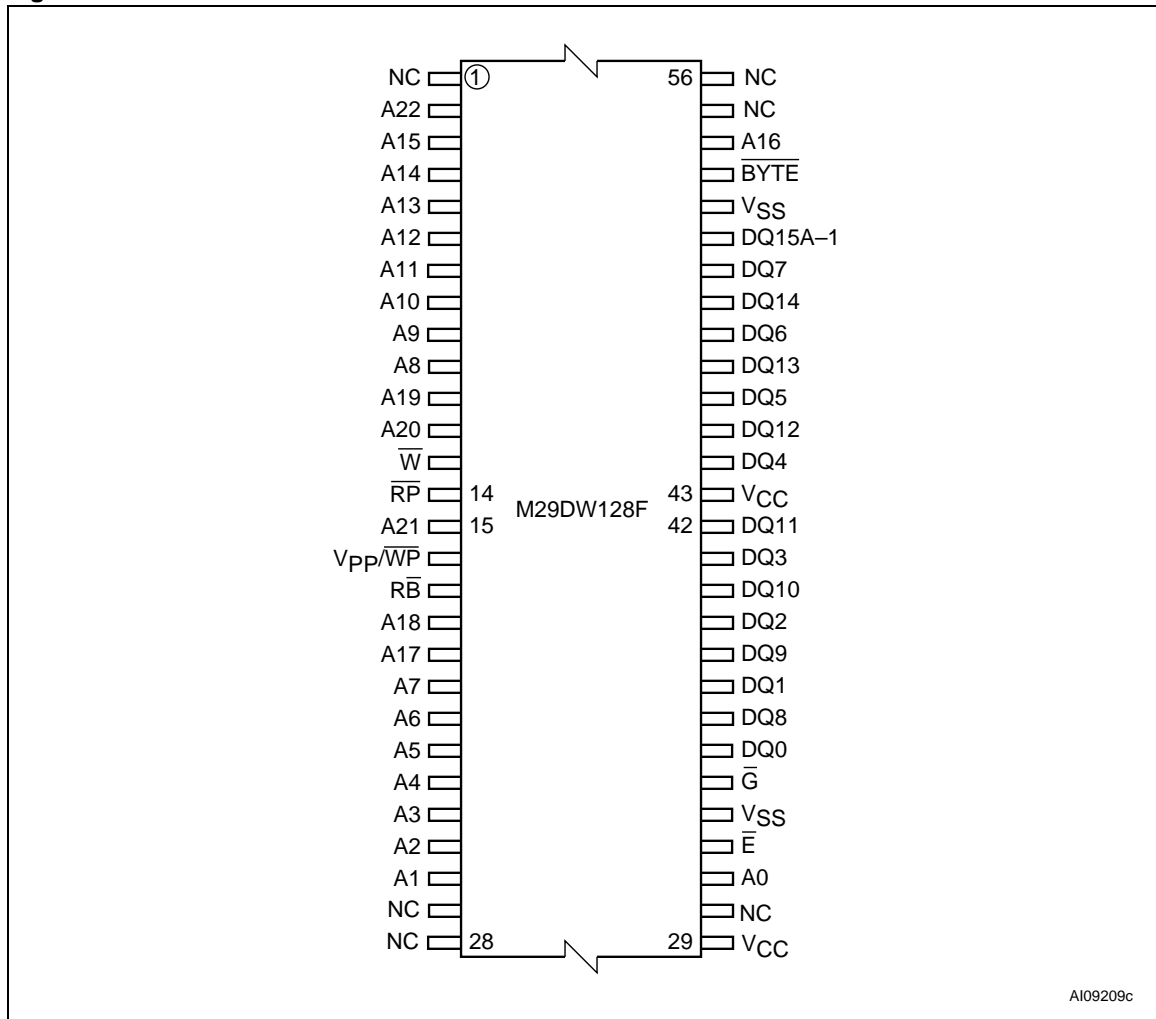 NC ① 56 NC
A22 NC
A15 A16
A14 B̅Y̅T̅E̅
A13 VSS
A12 DQ15A–1
A11 DQ7
A10 DQ14
A9 DQ6
A8 DQ13
A19 DQ5
A20 DQ12
W̅ DQ4
R̅P̅ 14 43 VCC
M29DW128F
A21 15 42 DQ11
VPP/W̅P̅ DQ3
RB̅ DQ10
A18 DQ2
A17 DQ9
A7 DQ1
A6 DQ8
A5 DQ0
A4 G̅
A3 VSS
A2 E̅
A1 A0
NC NC
NC 28 29 VCC
AI09209c